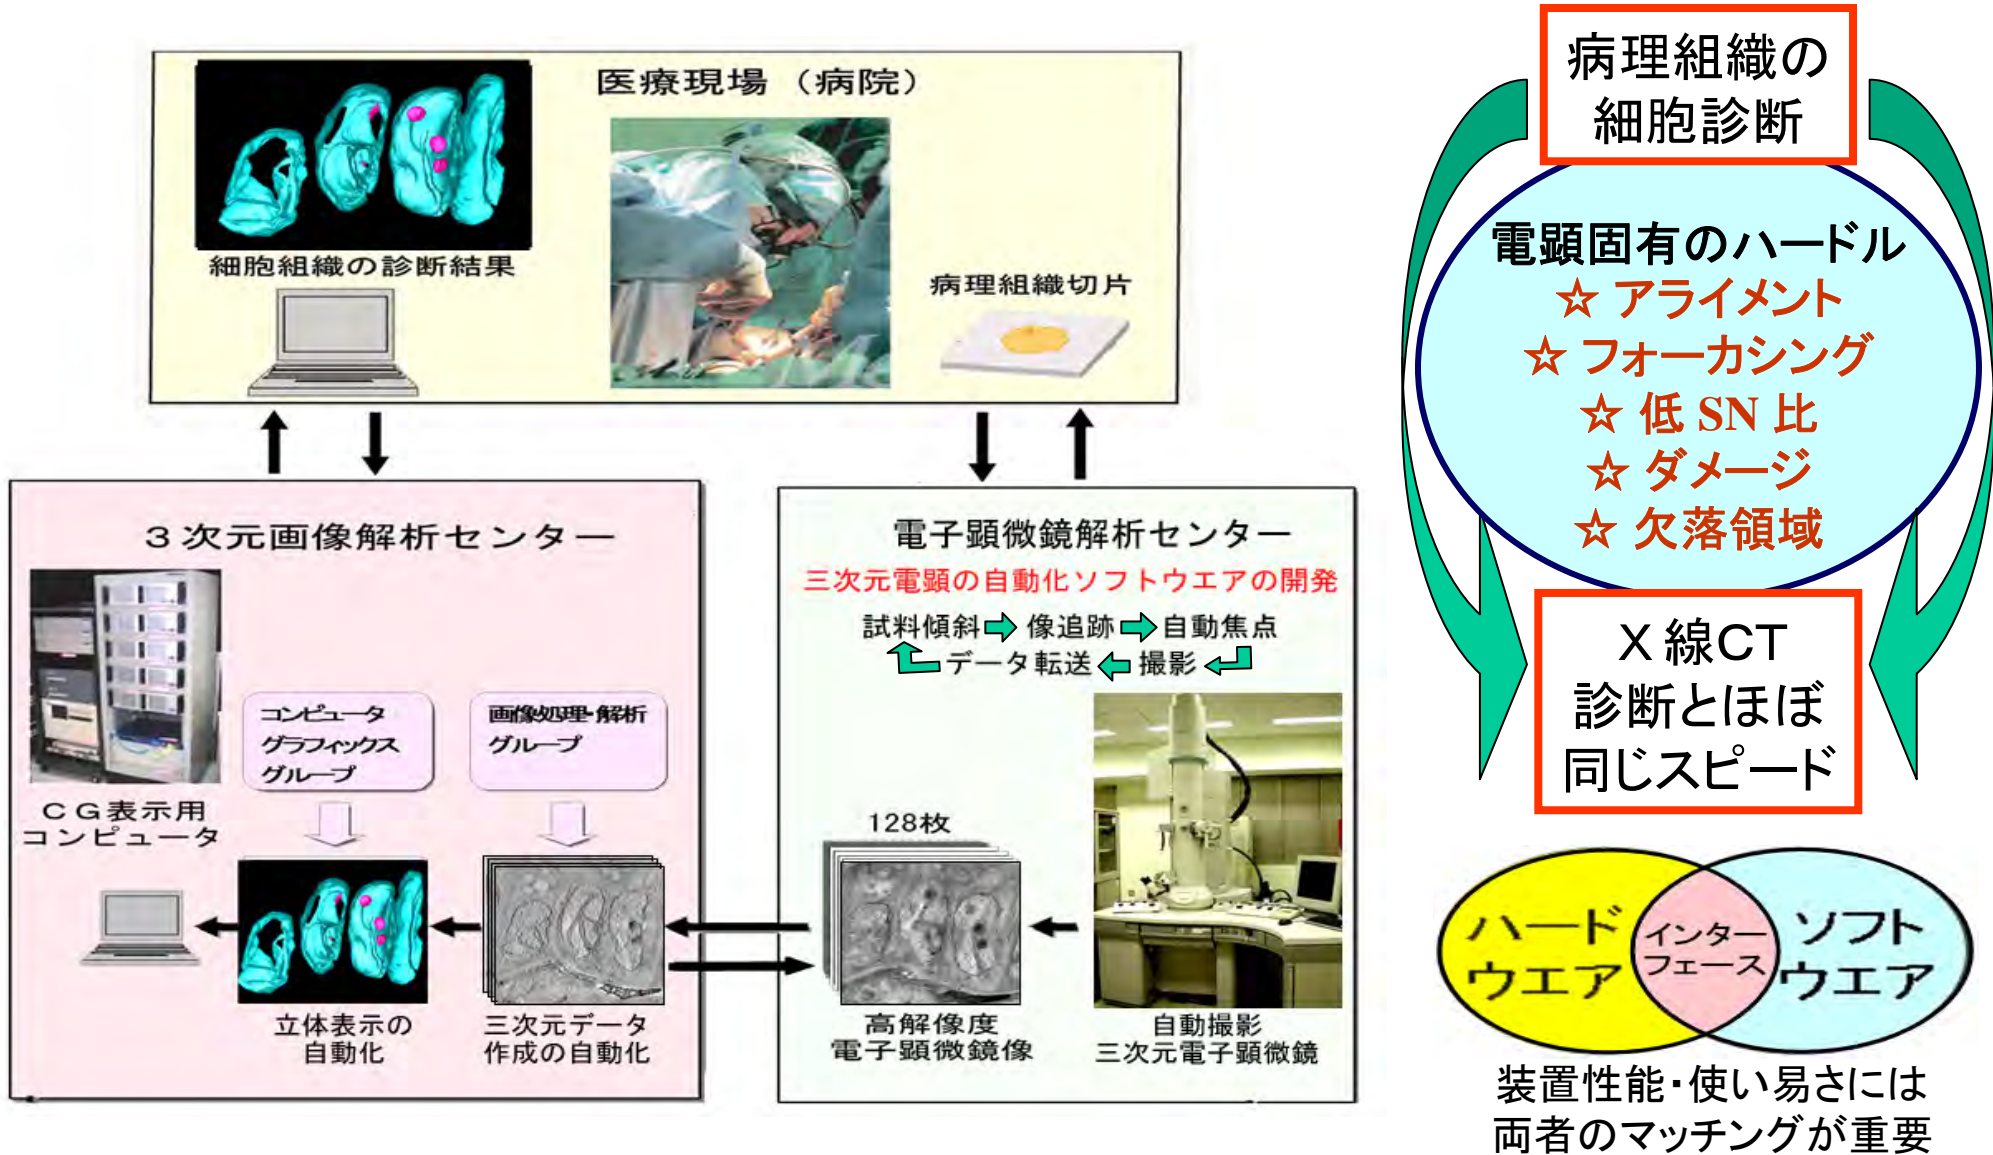 医療現場（病院）
細胞組織の診断結果
病理組織切片
３次元画像解析センター
CG表示用
コンピュータ
コンピュータ
グラフィックス
グループ
画像処理・解析
グループ
立体表示の
自動化
三次元データ
作成の自動化
電子顕微鏡解析センター
三次元電顕の自動化ソフトウエアの開発
試料傾斜 像追跡 自動焦点
データ転送 撮影
128枚
高解像度
電子顕微鏡像
自動撮影
三次元電子顕微鏡
病理組織の
細胞診断
電顕固有のハードル
☆ アライメント
☆ フォーカシング
☆ 低 SN 比
☆ ダメージ
☆ 欠落領域
X 線CT
診断とほぼ
同じスピード
ハード
ウエア
インター
フェース
ソフト
ウエア
装置性能・使い易さには
両者のマッチングが重要